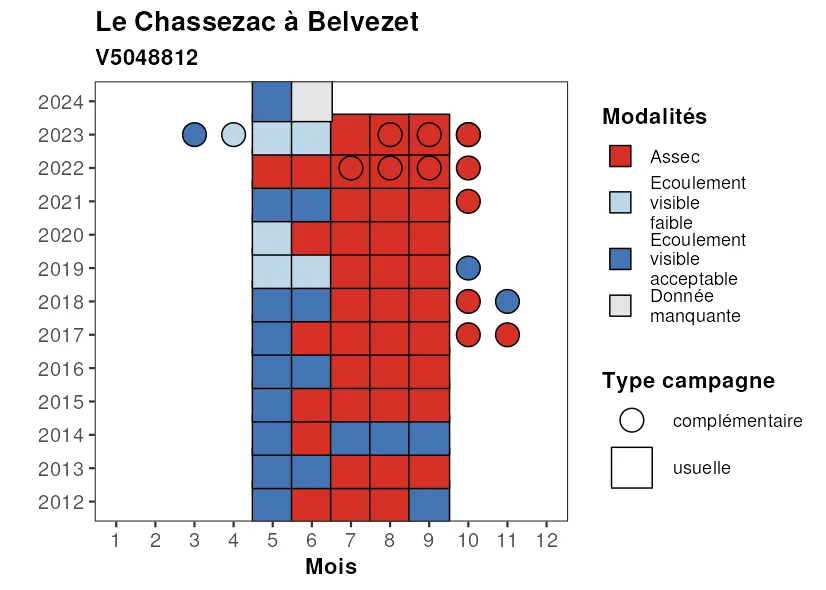 Le Chassezac à Belvezet
V5048812
2024
2023
2022
2021
2020
2019
2018
2017
2016
2015
2014
2013
2012
1 2 3 4 5 6 7 8 9 10 11 12
Mois
Modalités
Assec
Ecoulement
visible
faible
Ecoulement
visible
acceptable
Donnée
manquante
Type campagne
complémentaire
usuelle